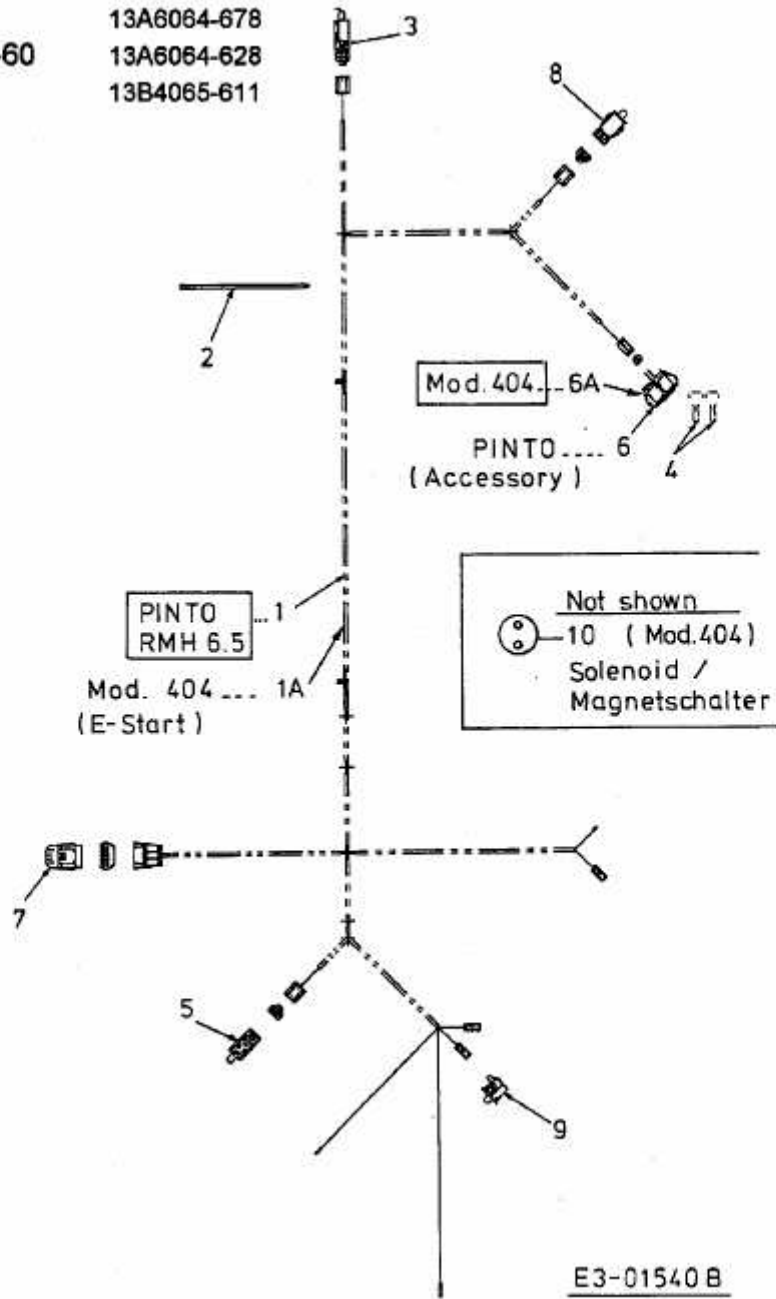 13A6064-678
-60 13A6064-628
13B4065-611
3
8
2
Mod. 404 ... 6A
PINTO .... 6
(Accessory)
4
PINTO ... 1
RMH 6.5
Mod. 404 ... 1A
(E-Start)
Not shown
10 (Mod. 404)
Solenoid /
Magnetschalter
7
5
9
E3-01540 B